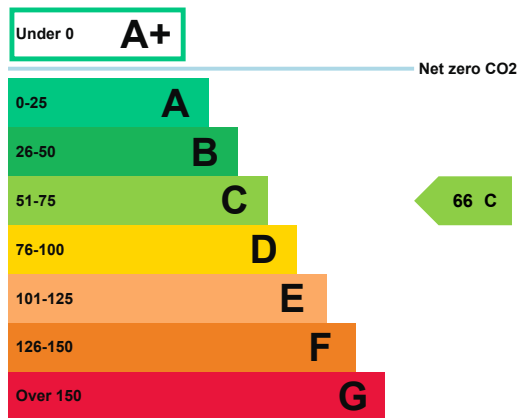 Under 0 A+
Net zero CO2
0-25 A
26-50 B
51-75 C
66 C
76-100 D
101-125 E
126-150 F
Over 150 G